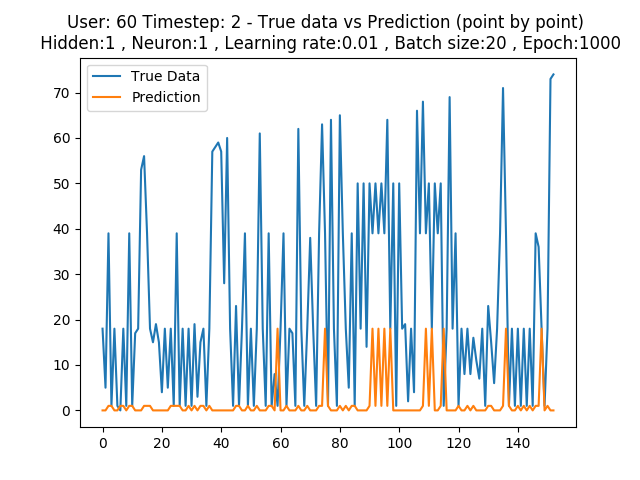 User: 60 Timestep: 2 - True data vs Prediction (point by point)
Hidden:1 , Neuron:1 , Learning rate:0.01 , Batch size:20 , Epoch:1000
True Data
Prediction
70
60
50
40
30
20
10
0
0 20 40 60 80 100 120 140